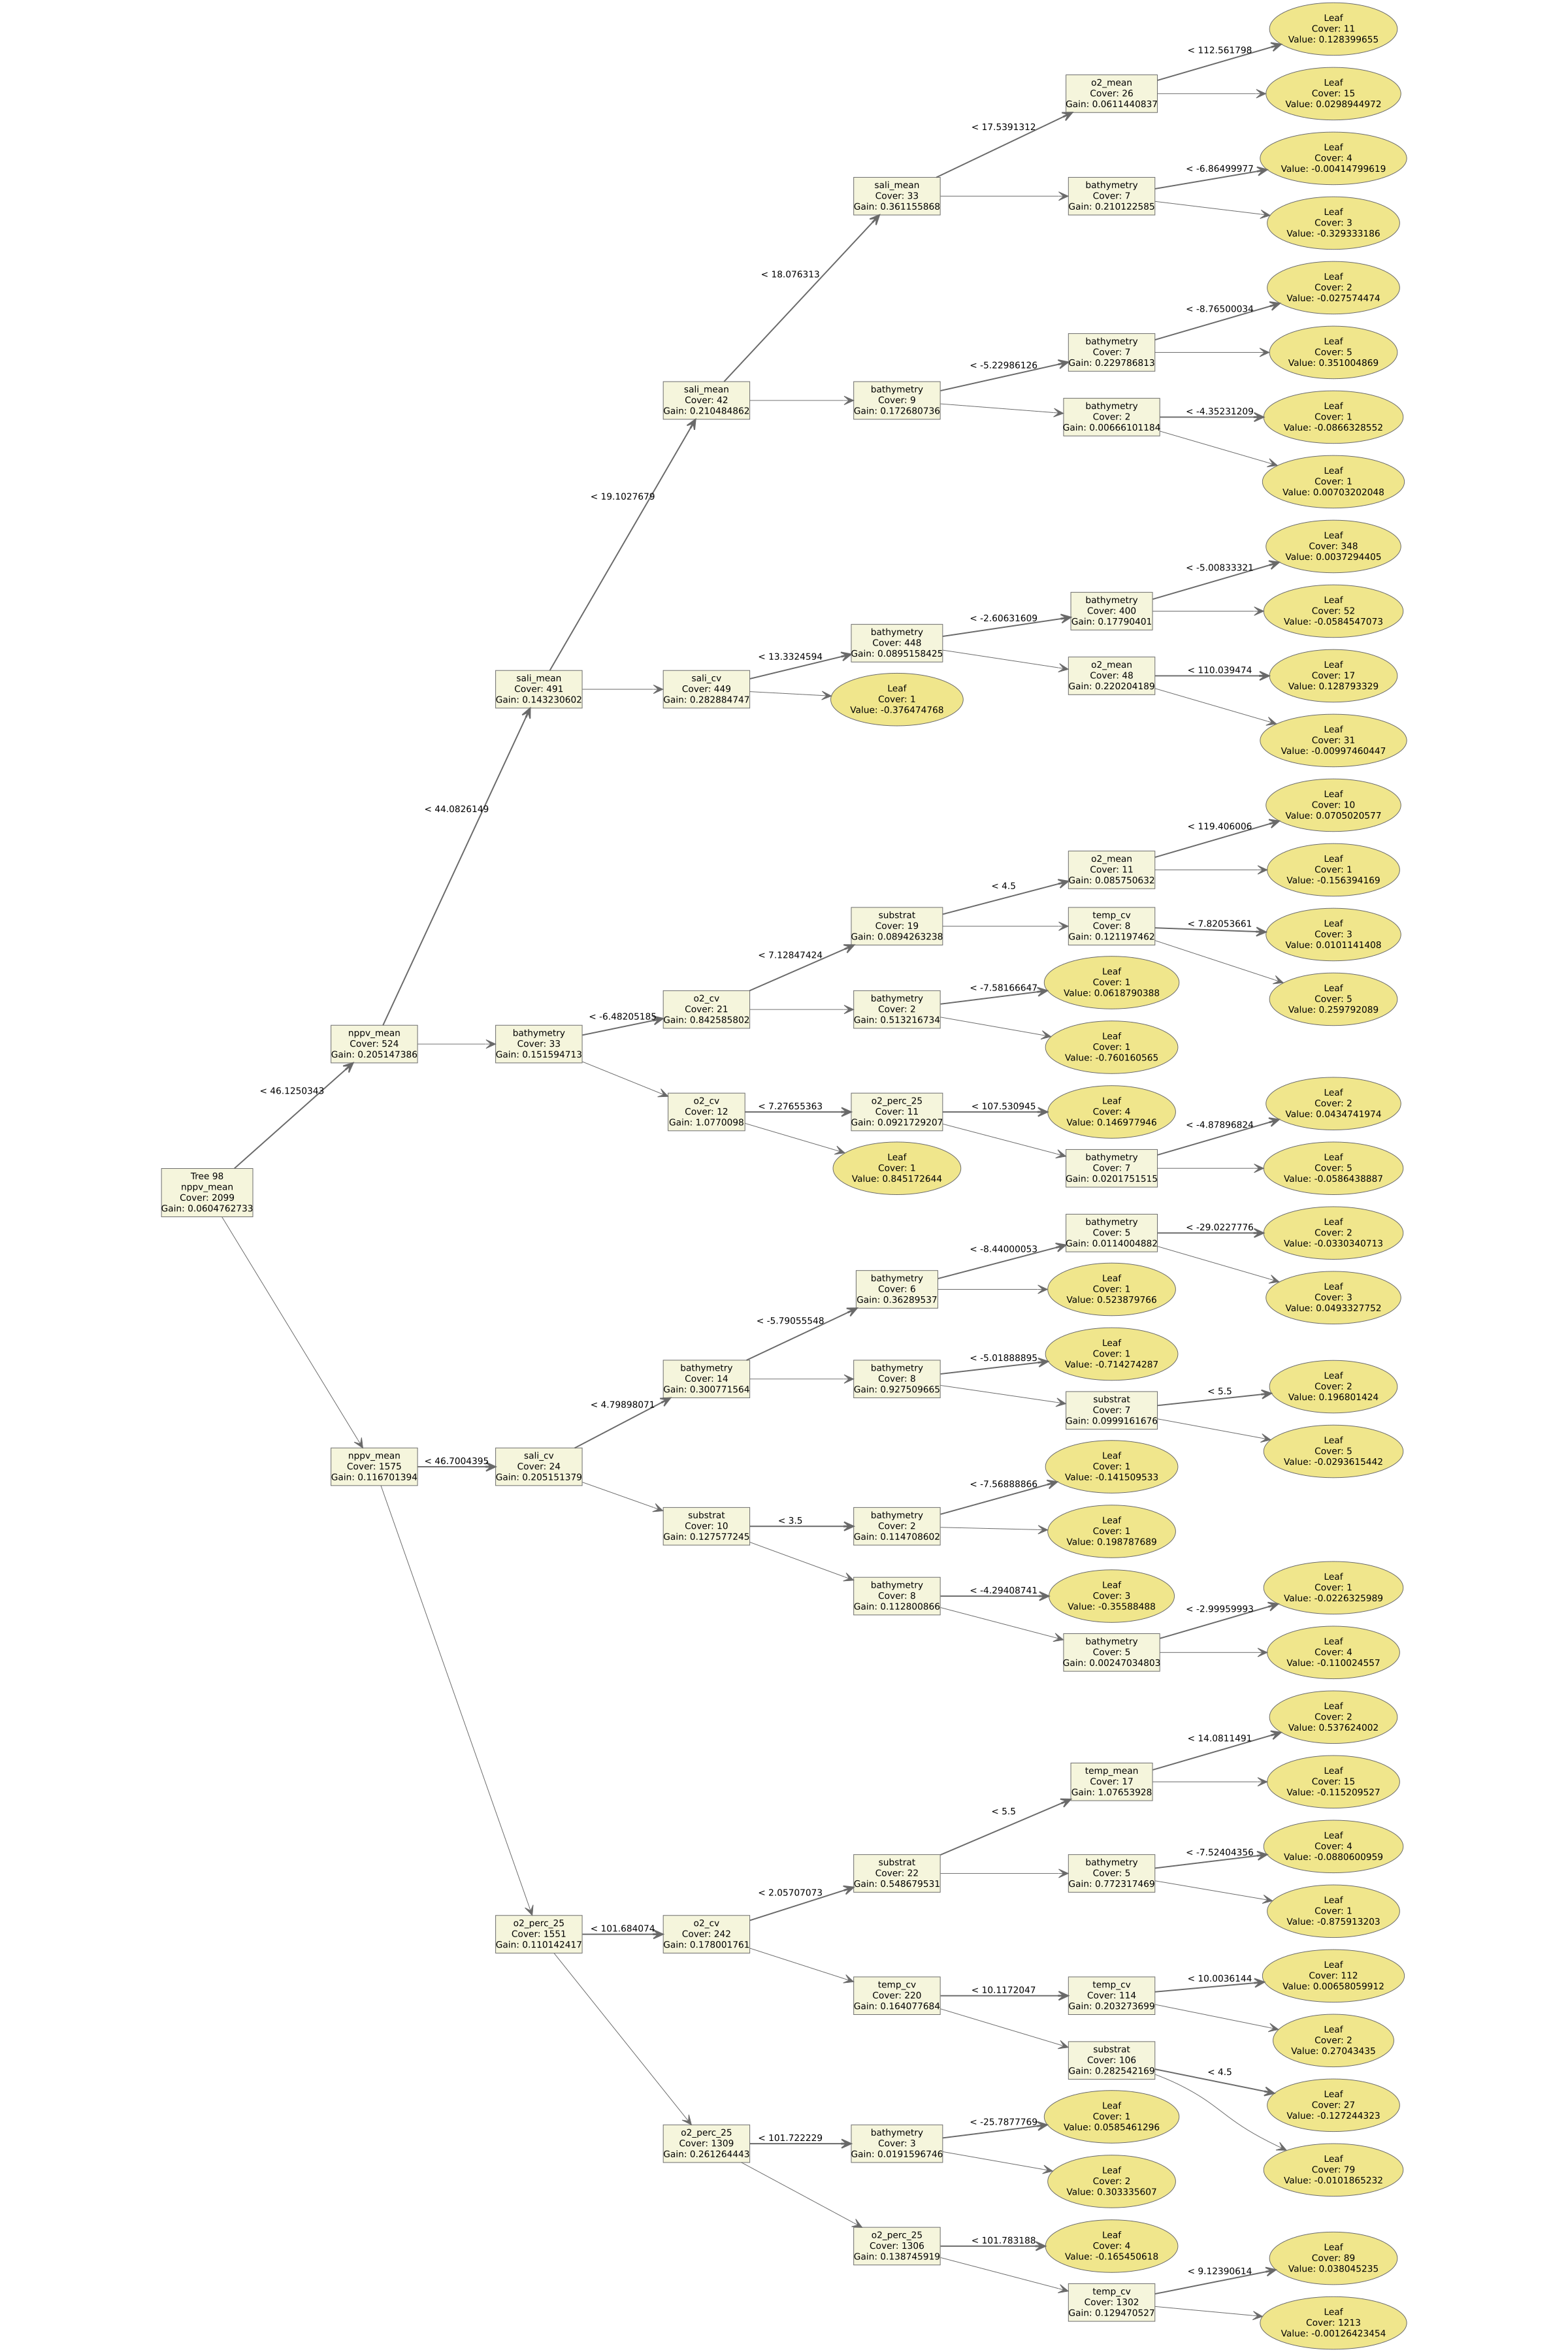 Leaf
Cover: 11
Value: 0.128399655
< 112.561798
o2_mean
Cover: 26
Gain: 0.0611440837
Leaf
Cover: 15
Value: 0.0298944972
< 17.5391312
Leaf
Cover: 4
Value: -0.00414799619
< -6.86499977
sali_mean
Cover: 33
Gain: 0.361155868
bathymetry
Cover: 7
Gain: 0.210122585
Leaf
Cover: 3
Value: -0.329333186
< 18.076313
Leaf
Cover: 2
Value: -0.027574474
< -8.76500034
bathymetry
Cover: 7
Gain: 0.229786813
Leaf
Cover: 5
Value: 0.351004869
< -5.22986126
sali_mean
Cover: 42
Gain: 0.210484862
bathymetry
Cover: 9
Gain: 0.172680736
bathymetry
Cover: 2
Gain: 0.00666101184
< -4.35231209
Leaf
Cover: 1
Value: -0.0866328552
Leaf
Cover: 1
Value: 0.00703202048
< 19.1027679
Leaf
Cover: 348
Value: 0.0037294405
< -5.00833321
bathymetry
Cover: 400
Gain: 0.17790401
Leaf
Cover: 52
Value: -0.0584547073
< -2.60631609
bathymetry
Cover: 448
Gain: 0.0895158425
< 13.3324594
sali_mean
Cover: 491
Gain: 0.143230602
sali_cv
Cover: 449
Gain: 0.282884747
Leaf
Cover: 1
Value: -0.376474768
o2_mean
Cover: 48
Gain: 0.220204189
< 110.039474
Leaf
Cover: 17
Value: 0.128793329
Leaf
Cover: 31
Value: -0.00997460447
< 44.0826149
Leaf
Cover: 10
Value: 0.0705020577
< 119.406006
o2_mean
Cover: 11
Gain: 0.085750632
Leaf
Cover: 1
Value: -0.156394169
< 4.5
substrat
Cover: 19
Gain: 0.0894263238
temp_cv
Cover: 8
Gain: 0.121197462
< 7.82053661
Leaf
Cover: 3
Value: 0.0101141408
< 7.12847424
Leaf
Cover: 5
Value: 0.259792089
o2_cv
Cover: 21
Gain: 0.842585802
bathymetry
Cover: 2
Gain: 0.513216734
< -7.58166647
Leaf
Cover: 1
Value: 0.0618790388
Leaf
Cover: 1
Value: -0.760160565
nppv_mean
Cover: 524
Gain: 0.205147386
bathymetry
Cover: 33
Gain: 0.151594713
< -6.48205185
< 46.1250343
o2_cv
Cover: 12
Gain: 1.0770098
< 7.27655363
o2_perc_25
Cover: 11
Gain: 0.0921729207
< 107.530945
Leaf
Cover: 4
Value: 0.146977946
Leaf
Cover: 1
Value: 0.845172644
bathymetry
Cover: 7
Gain: 0.0201751515
< -4.87896824
Leaf
Cover: 2
Value: 0.0434741974
Leaf
Cover: 5
Value: -0.0586438887
Tree 98
nppv_mean
Cover: 2099
Gain: 0.0604762733
bathymetry
Cover: 5
Gain: 0.0114004882
< -29.0227776
Leaf
Cover: 2
Value: -0.0330340713
Leaf
Cover: 3
Value: 0.0493327752
< -8.44000053
bathymetry
Cover: 6
Gain: 0.36289537
Leaf
Cover: 1
Value: 0.523879766
< -5.79055548
bathymetry
Cover: 14
Gain: 0.300771564
bathymetry
Cover: 8
Gain: 0.927509665
< -5.01888895
Leaf
Cover: 1
Value: -0.714274287
substrat
Cover: 7
Gain: 0.0999161676
< 5.5
Leaf
Cover: 2
Value: 0.196801424
Leaf
Cover: 5
Value: -0.0293615442
< 4.79898071
nppv_mean
Cover: 1575
Gain: 0.116701394
< 46.7004395
sali_cv
Cover: 24
Gain: 0.205151379
substrat
Cover: 10
Gain: 0.127577245
< 3.5
bathymetry
Cover: 2
Gain: 0.114708602
< -7.56888866
Leaf
Cover: 1
Value: -0.141509533
Leaf
Cover: 1
Value: 0.198787689
bathymetry
Cover: 8
Gain: 0.112800866
< -4.29408741
Leaf
Cover: 3
Value: -0.35588488
bathymetry
Cover: 5
Gain: 0.00247034803
< -2.99959993
Leaf
Cover: 1
Value: -0.0226325989
Leaf
Cover: 4
Value: -0.110024557
Leaf
Cover: 2
Value: 0.537624002
< 14.0811491
temp_mean
Cover: 17
Gain: 1.07653928
Leaf
Cover: 15
Value: -0.115209527
< 5.5
substrat
Cover: 22
Gain: 0.548679531
bathymetry
Cover: 5
Gain: 0.772317469
< -7.52404356
Leaf
Cover: 4
Value: -0.0880600959
Leaf
Cover: 1
Value: -0.875913203
< 2.05707073
o2_perc_25
Cover: 1551
Gain: 0.110142417
< 101.684074
o2_cv
Cover: 242
Gain: 0.178001761
temp_cv
Cover: 220
Gain: 0.164077684
< 10.1172047
temp_cv
Cover: 114
Gain: 0.203273699
< 10.0036144
Leaf
Cover: 112
Value: 0.00658059912
Leaf
Cover: 2
Value: 0.27043435
substrat
Cover: 106
Gain: 0.282542169
< 4.5
Leaf
Cover: 27
Value: -0.127244323
Leaf
Cover: 79
Value: -0.0101865232
o2_perc_25
Cover: 1309
Gain: 0.261264443
< 101.722229
bathymetry
Cover: 3
Gain: 0.0191596746
< -25.7877769
Leaf
Cover: 1
Value: 0.0585461296
Leaf
Cover: 2
Value: 0.303335607
o2_perc_25
Cover: 1306
Gain: 0.138745919
< 101.783188
Leaf
Cover: 4
Value: -0.165450618
temp_cv
Cover: 1302
Gain: 0.129470527
< 9.12390614
Leaf
Cover: 89
Value: 0.038045235
Leaf
Cover: 1213
Value: -0.00126423454